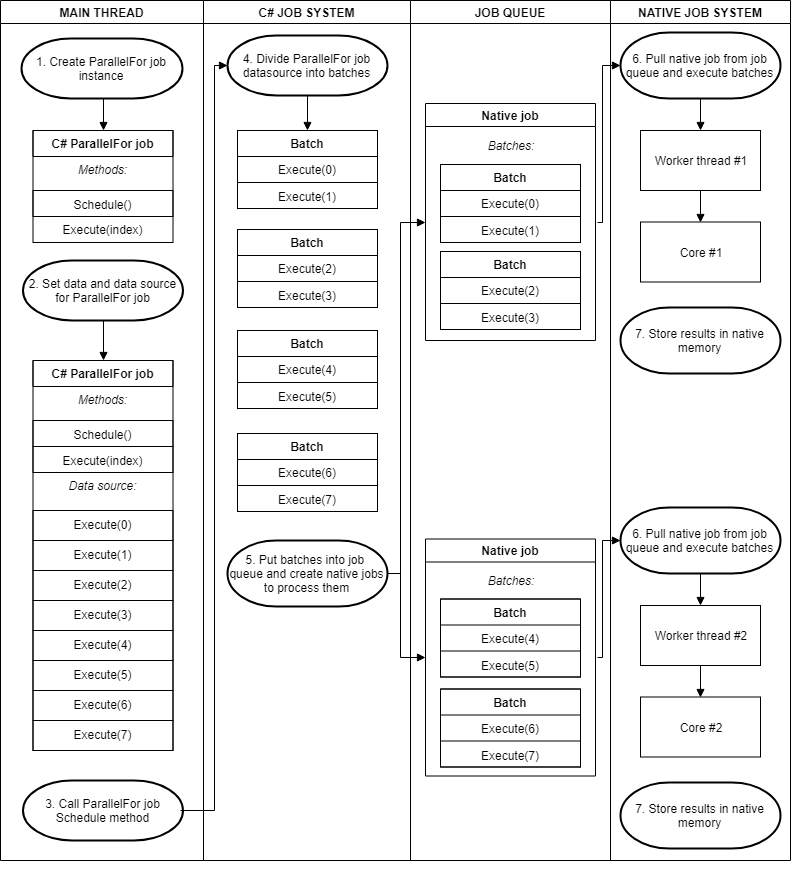 MAIN THREAD
1. Create ParallelFor job
instance
C# ParallelFor job
Methods:
Schedule()
Execute(index)
2. Set data and data source
for ParallelFor job
C# ParallelFor job
Methods:
Schedule()
Execute(index)
Data source:
Execute(0)
Execute(1)
Execute(2)
Execute(3)
Execute(4)
Execute(5)
Execute(6)
Execute(7)
3. Call ParallelFor job
Schedule method
C# JOB SYSTEM
4. Divide ParallelFor job
datasource into batches
Batch
Execute(0)
Execute(1)
Batch
Execute(2)
Execute(3)
Batch
Execute(4)
Execute(5)
Batch
Execute(6)
Execute(7)
5. Put batches into job
queue and create native jobs
to process them
JOB QUEUE
Native job
Batches:
Batch
Execute(0)
Execute(1)
Batch
Execute(2)
Execute(3)
Native job
Batches:
Batch
Execute(4)
Execute(5)
Batch
Execute(6)
Execute(7)
NATIVE JOB SYSTEM
6. Pull native job from job
queue and execute batches
Worker thread #1
Core #1
7. Store results in native
memory
6. Pull native job from job
queue and execute batches
Worker thread #2
Core #2
7. Store results in native
memory